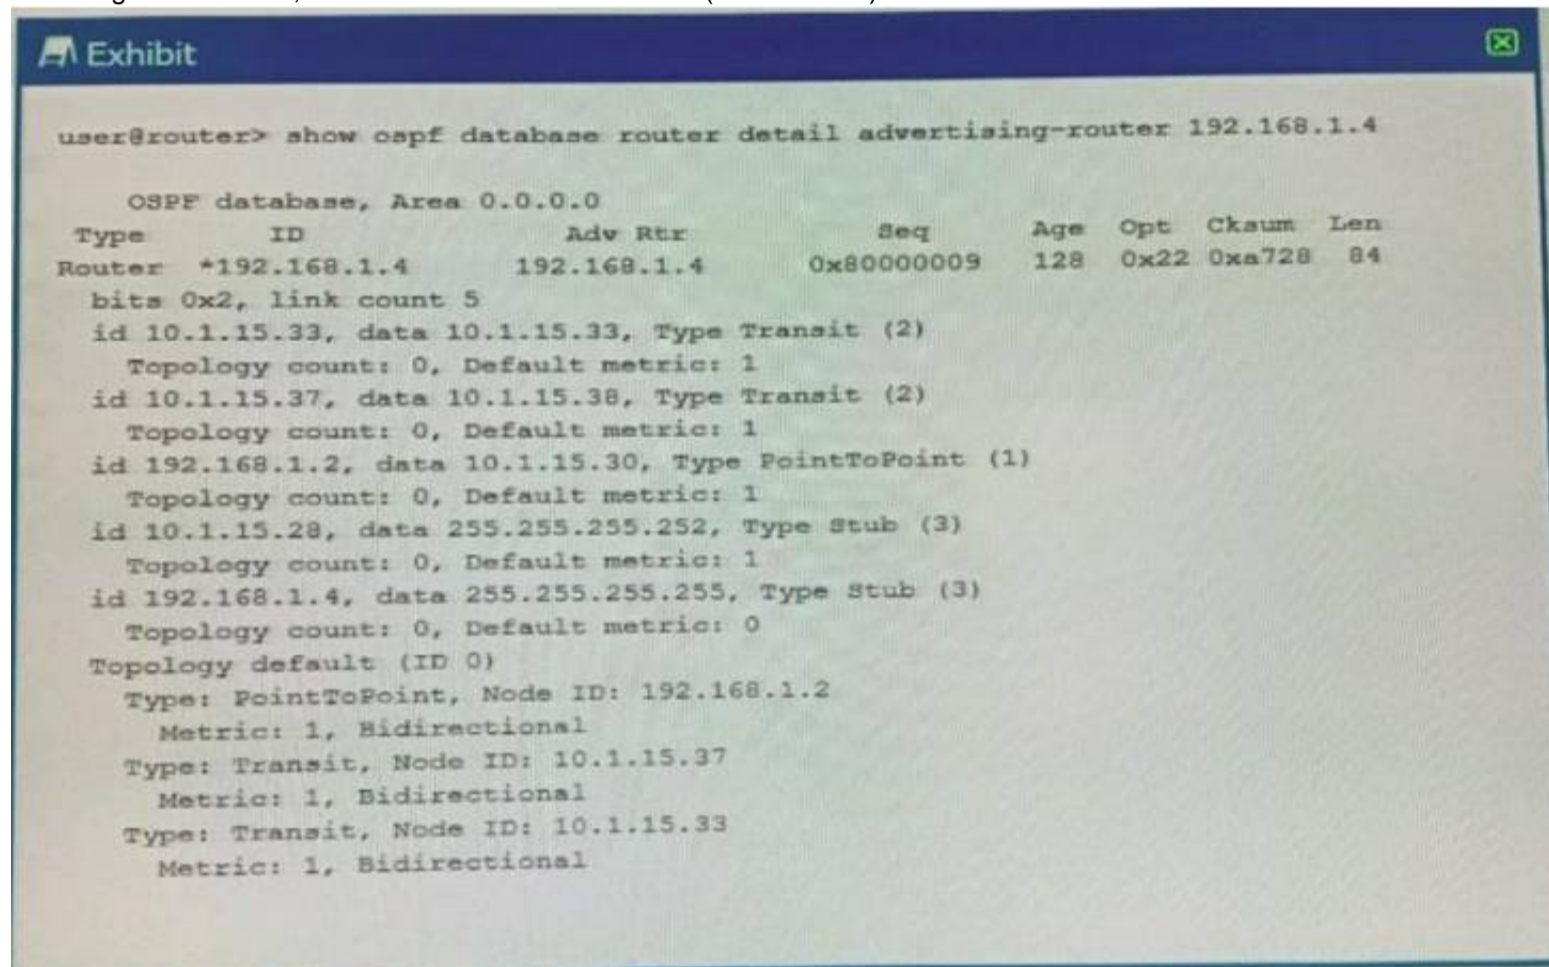 Exhibit
user@router> show ospf database router detail advertising-router 192.168.1.4
OSPF database, Area 0.0.0.0
Type ID Adv Rtr Seq Age Opt Cksum Len
Router *192.168.1.4 192.168.1.4 0x80000009 128 0x22 0xa728 84
bits 0x2, link count 5
id 10.1.15.33, data 10.1.15.33, Type Transit (2)
Topology count: 0, Default metric: 1
id 10.1.15.37, data 10.1.15.38, Type Transit (2)
Topology count: 0, Default metric: 1
id 192.168.1.2, data 10.1.15.30, Type PointToPoint (1)
Topology count: 0, Default metric: 1
id 10.1.15.28, data 255.255.255.252, Type Stub (3)
Topology count: 0, Default metric: 1
id 192.168.1.4, data 255.255.255.255, Type Stub (3)
Topology count: 0, Default metric: 0
Topology default (ID 0)
Type: PointToPoint, Node ID: 192.168.1.2
Metric: 1, Bidirectional
Type: Transit, Node ID: 10.1.15.37
Metric: 1, Bidirectional
Type: Transit, Node ID: 10.1.15.33
Metric: 1, Bidirectional